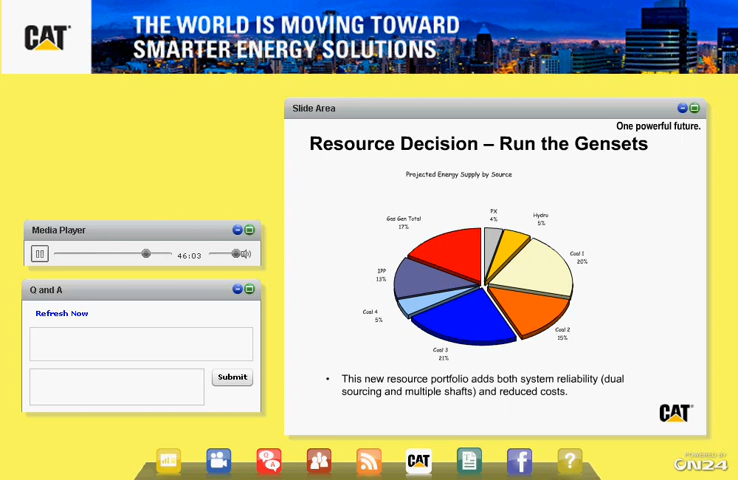 CAT
THE WORLD IS MOVING TOWARD
SMARTER ENERGY SOLUTIONS
Slide Area
One powerful future.
Resource Decision – Run the Gensets
Projected Energy Supply by Source
PX
4%
Hydro
5%
Gas Gen Total
17%
Coal 1
20%
IPP
13%
Coal 4
5%
Coal 2
15%
Coal 3
21%
• This new resource portfolio adds both system reliability (dual
sourcing and multiple shafts) and reduced costs.
CAT
Media Player
46:03
Q and A
Refresh Now
Submit
Q
A
CAT
f
?
POWERED BY
ON24